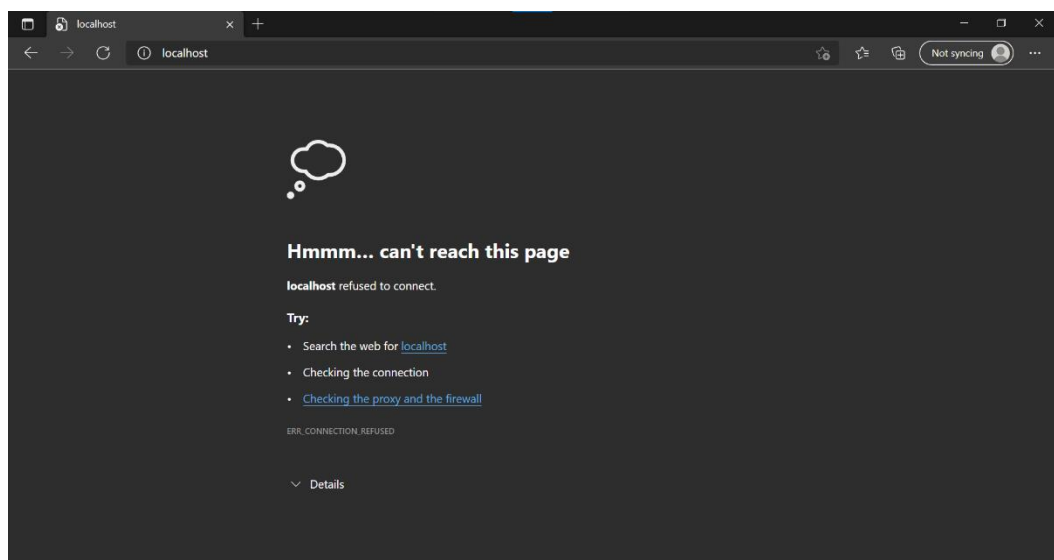 localhost
localhost
Not syncing
Hmmm... can't reach this page
localhost refused to connect.
Try:
• Search the web for localhost
• Checking the connection
• Checking the proxy and the firewall
ERR_CONNECTION_REFUSED
Details